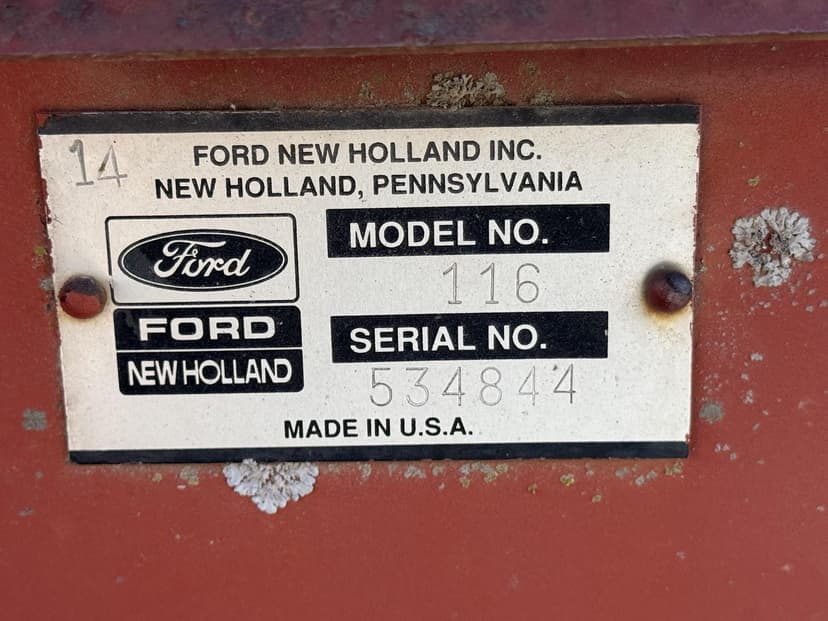 14
FORD NEW HOLLAND INC.
NEW HOLLAND, PENNSYLVANIA
Ford
FORD
NEW HOLLAND
MODEL NO.
116
SERIAL NO.
534844
MADE IN U.S.A.